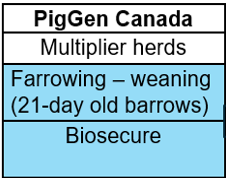 PigGen Canada
Multiplier herds
Farrowing – weaning
(21-day old barrows)
Biosecure